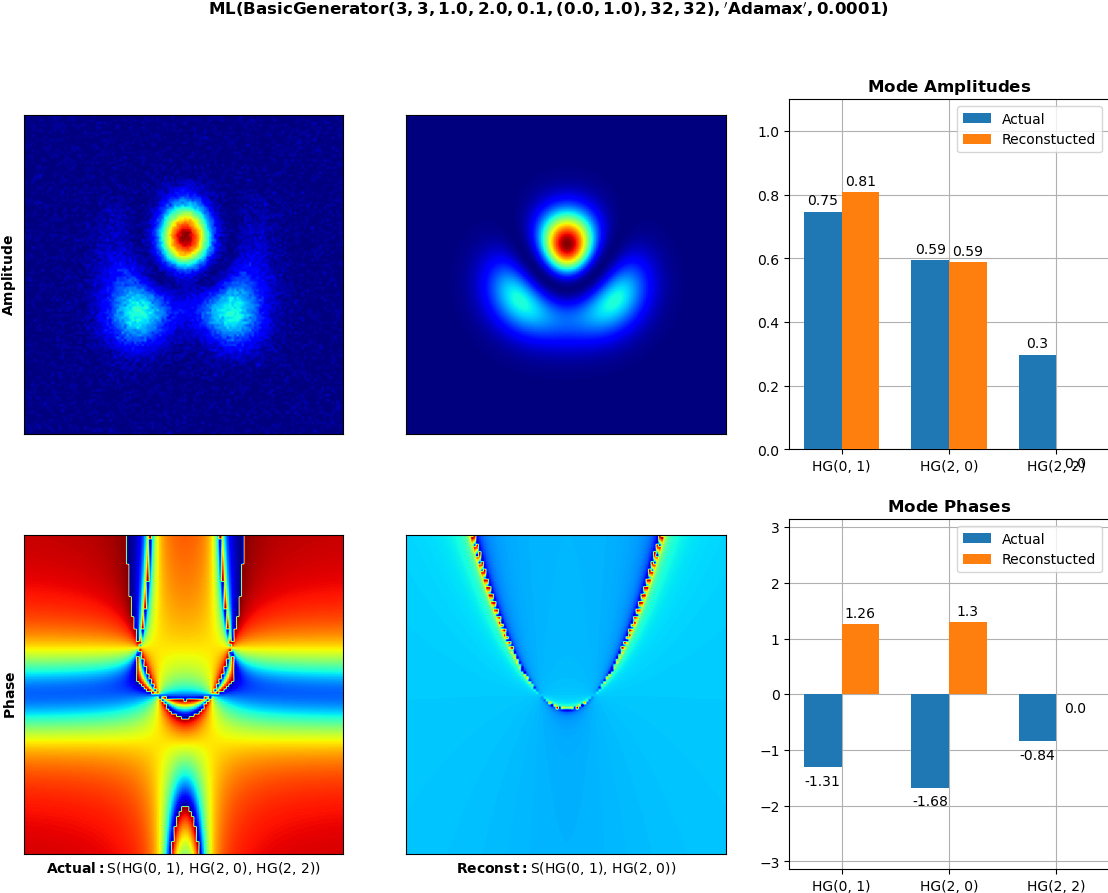 ML(BasicGenerator(3, 3, 1.0, 2.0, 0.1, (0.0, 1.0), 32, 32), 'Adamax', 0.0001)
Amplitude
Mode Amplitudes
Actual
Reconstucted
1.0
0.8
0.6
0.4
0.2
0.0
0.75
0.81
0.59
0.59
0.3
0.0
HG(0, 1)
HG(2, 0)
HG(2, 2)
Phase
Actual: S(HG(0, 1), HG(2, 0), HG(2, 2))
Reconst: S(HG(0, 1), HG(2, 0))
Mode Phases
Actual
Reconstucted
3
2
1
0
−1
−2
−3
-1.31
1.26
-1.68
1.3
-0.84
0.0
HG(0, 1)
HG(2, 0)
HG(2, 2)